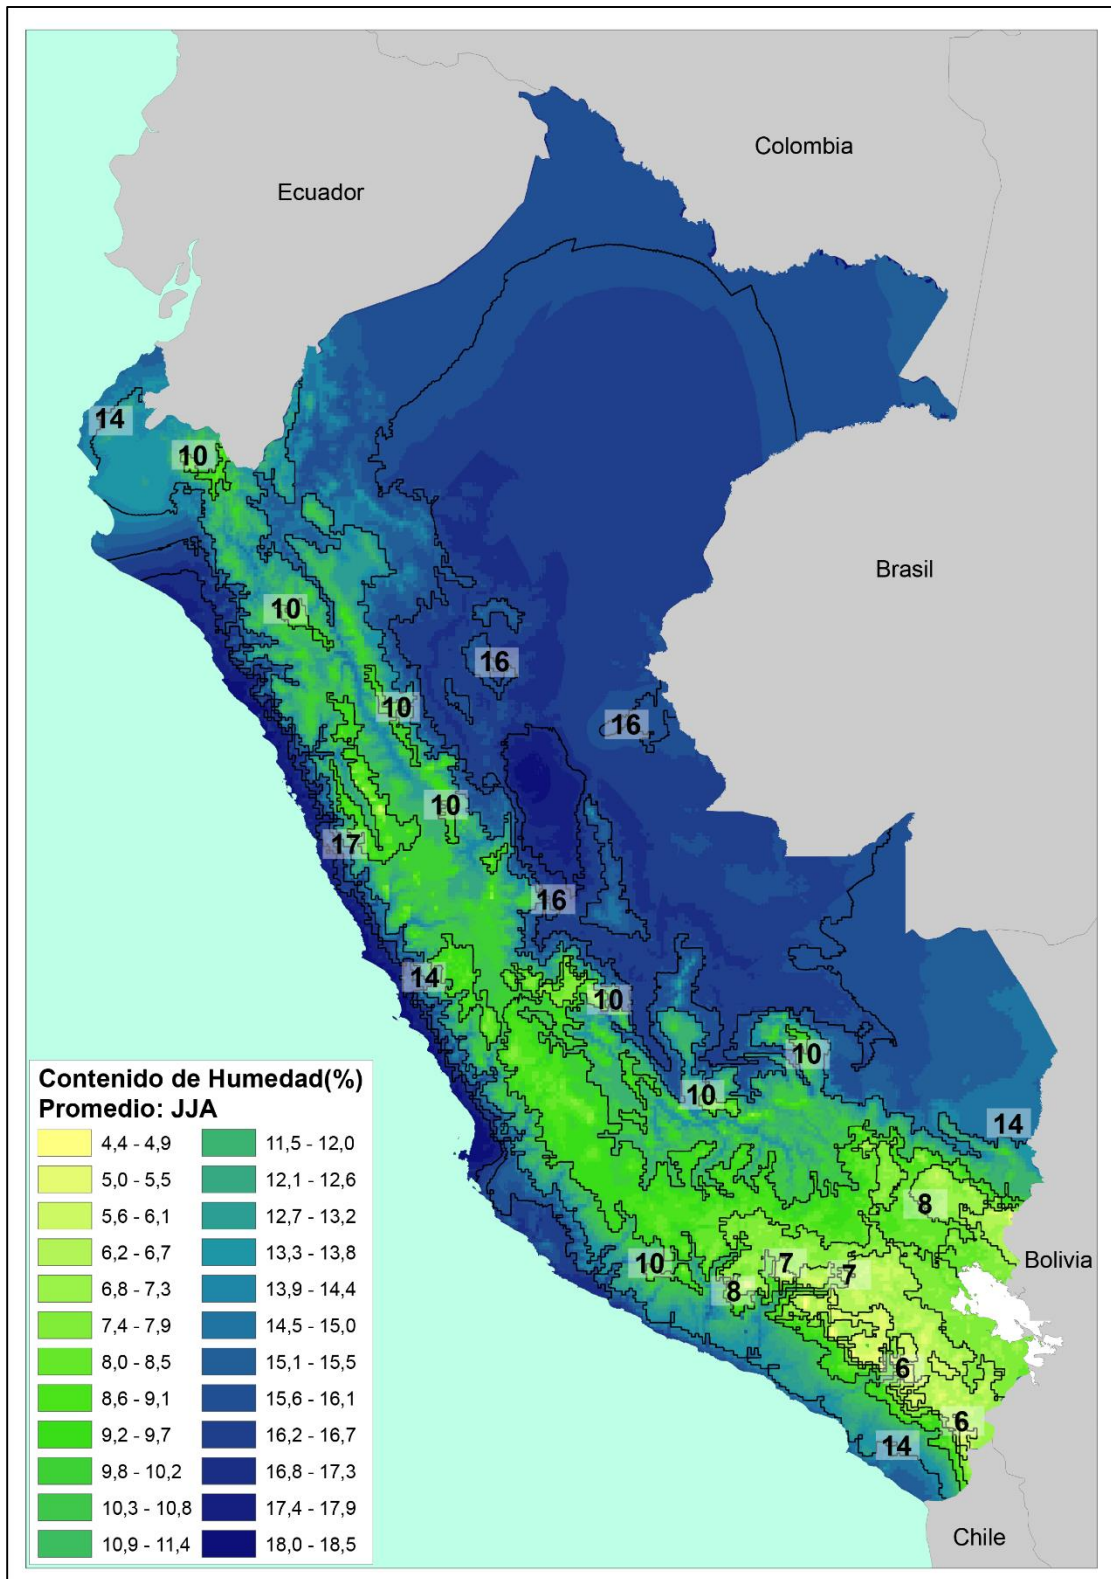 Colombia
Ecuador
14
10
Brasil
10
16
10
16
10
17
16
14
10
10
10
14
8
Bolivia
10
7
7
8
6
6
14
Chile
Contenido de Humedad(%)
Promedio: JJA
4,4 - 4,9
5,0 - 5,5
5,6 - 6,1
6,2 - 6,7
6,8 - 7,3
7,4 - 7,9
8,0 - 8,5
8,6 - 9,1
9,2 - 9,7
9,8 - 10,2
10,3 - 10,8
10,9 - 11,4
11,5 - 12,0
12,1 - 12,6
12,7 - 13,2
13,3 - 13,8
13,9 - 14,4
14,5 - 15,0
15,1 - 15,5
15,6 - 16,1
16,2 - 16,7
16,8 - 17,3
17,4 - 17,9
18,0 - 18,5